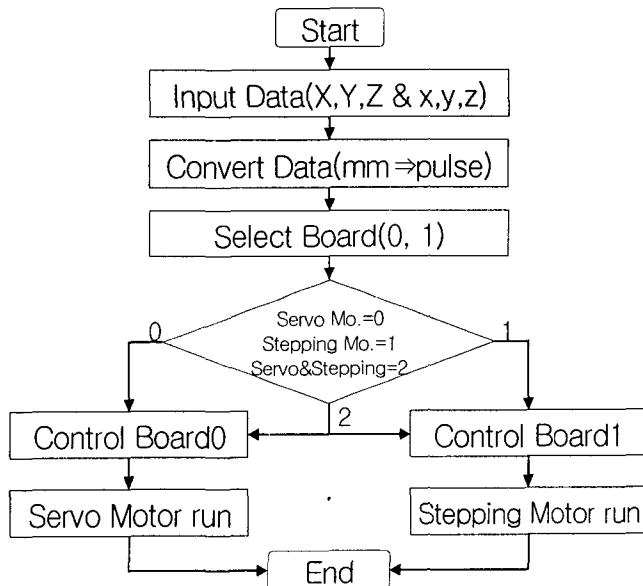 Start
Input Data(X,Y,Z & x,y,z)
Convert Data(mm⇒pulse)
Select Board(0, 1)
Servo Mo.=0
Stepping Mo.=1
Servo&Stepping=2
0
1
2
Control Board0
Control Board1
Servo Motor run
Stepping Motor run
End